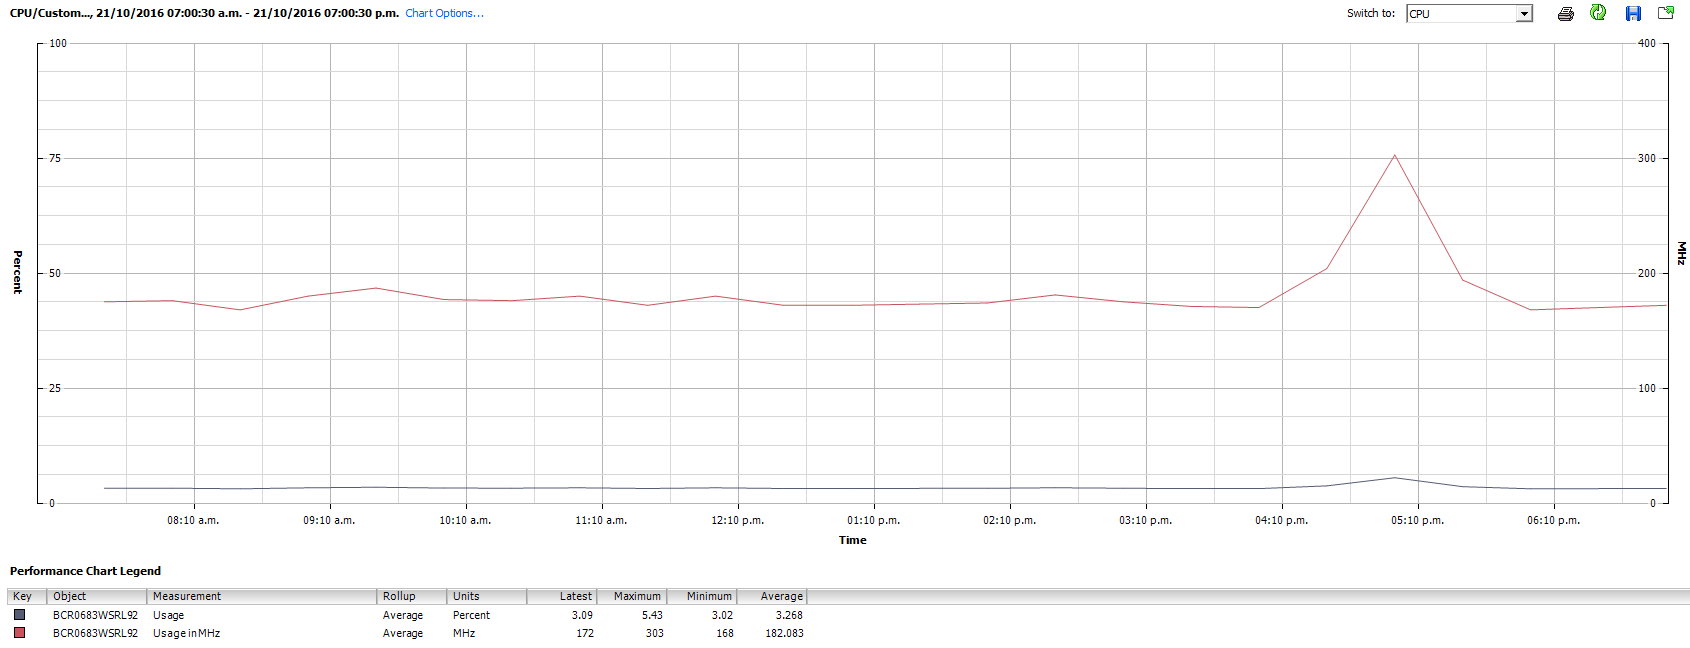 CPU/Custom..., 21/10/2016 07:00:30 a.m. - 21/10/2016 07:00:30 p.m. Chart Options... Switch to: CPU
100 400
75 300
Percent MHz
50 200
25 100
0 0
08:10 a.m. 09:10 a.m. 10:10 a.m. 11:10 a.m. 12:10 p.m. 01:10 p.m. 02:10 p.m. 03:10 p.m. 04:10 p.m. 05:10 p.m. 06:10 p.m.
Time
Performance Chart Legend
Key Object Measurement Rollup Units Latest Maximum Minimum Average
BCR0683WSRL92 Usage Average Percent 3.09 5.43 3.02 3.268
BCR0683WSRL92 Usage in MHz Average MHz 172 303 168 182.083